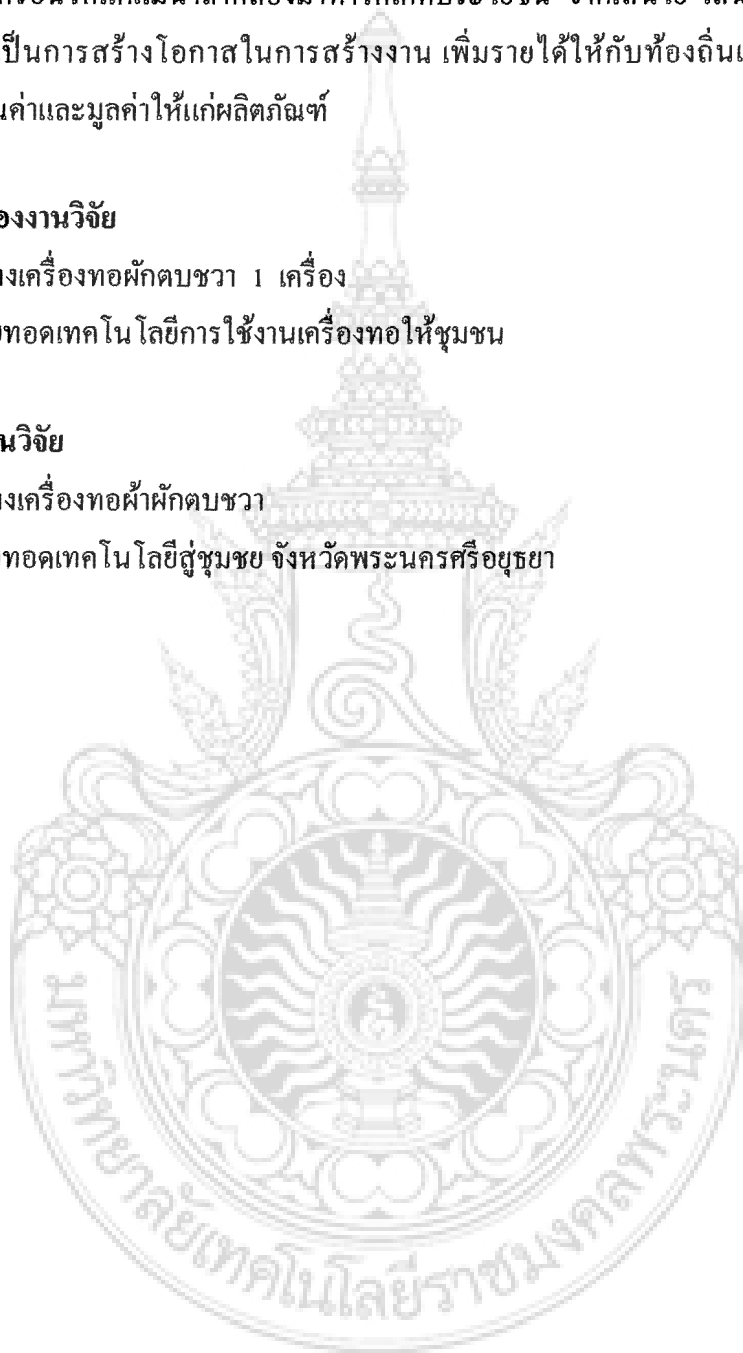 เป็นการสร้างโอกาสในการสร้างงาน เพิ่มรายได้ให้กับท้องถิ่น
และมูลค่าให้แก่ผลิตภัณฑ์
องงานวิจัย
งเครื่องทอผักตบชวา 1 เครื่อง
ทอดเทคโนโลยีการใช้งานเครื่องทอให้ชุมชน
นวิจัย
งเครื่องทอผ้าผักตบชวา
ทอดเทคโนโลยีสู่ชุมชย จังหวัดพระนครศรีอยุธยา
มหาวิทยาลัยเทคโนโลยีราชมงคลพระนคร